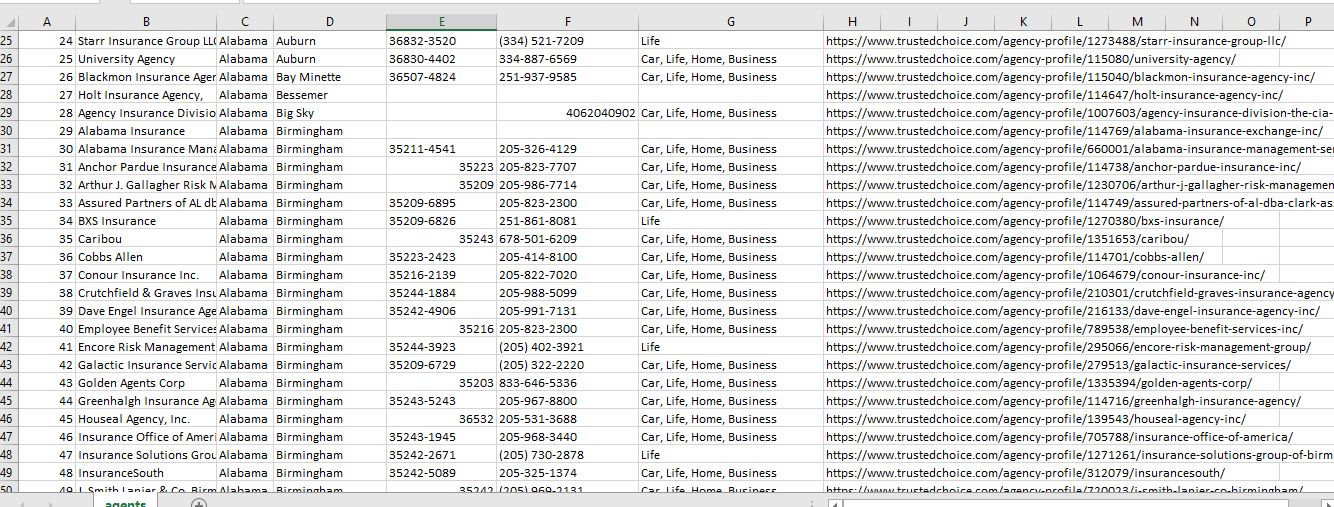 A B C D E F G H I J K L M N O P
25 24 Starr Insurance Group LLC Alabama Auburn 36832-3520 (334) 521-7209 Life https://www.trustedchoice.com/agency-profile/1273488/starr-insurance-group-llc/
26 25 University Agency Alabama Auburn 36830-4402 334-887-6569 Car, Life, Home, Business https://www.trustedchoice.com/agency-profile/115080/university-agency/
27 26 Blackmon Insurance Agen Alabama Bay Minette 36507-4824 251-937-9585 Car, Life, Home, Business https://www.trustedchoice.com/agency-profile/115040/blackmon-insurance-agency-inc/
28 27 Holt Insurance Agency, Alabama Bessemer https://www.trustedchoice.com/agency-profile/114647/holt-insurance-agency-inc/
29 28 Agency Insurance Divisio Alabama Big Sky 4062040902 Car, Life, Home, Business https://www.trustedchoice.com/agency-profile/1007603/agency-insurance-division-the-cia-
30 29 Alabama Insurance Alabama Birmingham https://www.trustedchoice.com/agency-profile/114769/alabama-insurance-exchange-inc/
31 30 Alabama Insurance Mana Alabama Birmingham 35211-4541 205-326-4129 Car, Life, Home, Business https://www.trustedchoice.com/agency-profile/660001/alabama-insurance-management-se
32 31 Anchor Pardue Insurance Alabama Birmingham 35223 205-823-7707 Car, Life, Home, Business https://www.trustedchoice.com/agency-profile/114738/anchor-pardue-insurance-inc/
33 32 Arthur J. Gallagher Risk M Alabama Birmingham 35209 205-986-7714 Car, Life, Home, Business https://www.trustedchoice.com/agency-profile/1230706/arthur-j-gallagher-risk-managemen
34 33 Assured Partners of AL db Alabama Birmingham 35209-6895 205-823-2300 Car, Life, Home, Business https://www.trustedchoice.com/agency-profile/114749/assured-partners-of-al-dba-clark-as
35 34 BXS Insurance Alabama Birmingham 35209-6826 251-861-8081 Life https://www.trustedchoice.com/agency-profile/1270380/bxs-insurance/
36 35 Caribou Alabama Birmingham 35243 678-501-6209 Car, Life, Home, Business https://www.trustedchoice.com/agency-profile/1351653/caribou/
37 36 Cobbs Allen Alabama Birmingham 35223-2423 205-414-8100 Car, Life, Home, Business https://www.trustedchoice.com/agency-profile/114701/cobbs-allen/
38 37 Conour Insurance Inc. Alabama Birmingham 35216-2139 205-822-7020 Car, Life, Home, Business https://www.trustedchoice.com/agency-profile/1064679/conour-insurance-inc/
39 38 Crutchfield & Graves Insu Alabama Birmingham 35244-1884 205-988-5099 Car, Life, Home, Business https://www.trustedchoice.com/agency-profile/210301/crutchfield-graves-insurance-agency
40 39 Dave Engel Insurance Age Alabama Birmingham 35242-4906 205-991-7131 Car, Life, Home, Business https://www.trustedchoice.com/agency-profile/216133/dave-engel-insurance-agency-inc/
41 40 Employee Benefit Services Alabama Birmingham 35216 205-823-2300 Car, Life, Home, Business https://www.trustedchoice.com/agency-profile/789538/employee-benefit-services-inc/
42 41 Encore Risk Management Alabama Birmingham 35244-3923 (205) 402-3921 Life https://www.trustedchoice.com/agency-profile/295066/encore-risk-management-group/
43 42 Galactic Insurance Servic Alabama Birmingham 35209-6729 (205) 322-2220 Car, Life, Home, Business https://www.trustedchoice.com/agency-profile/279513/galactic-insurance-services/
44 43 Golden Agents Corp Alabama Birmingham 35203 833-646-5336 Car, Life, Home, Business https://www.trustedchoice.com/agency-profile/1335394/golden-agents-corp/
45 44 Greenhalgh Insurance Ag Alabama Birmingham 35243-5243 205-967-8800 Car, Life, Home, Business https://www.trustedchoice.com/agency-profile/114716/greenhalgh-insurance-agency/
46 45 Houseal Agency, Inc. Alabama Birmingham 36532 205-531-3688 Car, Life, Home, Business https://www.trustedchoice.com/agency-profile/139543/houseal-agency-inc/
47 46 Insurance Office of Ameri Alabama Birmingham 35243-1945 205-968-3440 Car, Life, Home, Business https://www.trustedchoice.com/agency-profile/705788/insurance-office-of-america/
48 47 Insurance Solutions Grou Alabama Birmingham 35242-2671 (205) 730-2878 Life https://www.trustedchoice.com/agency-profile/1271261/insurance-solutions-group-of-birm
49 48 InsuranceSouth Alabama Birmingham 35242-5089 205-325-1374 Car, Life, Home, Business https://www.trustedchoice.com/agency-profile/312079/insurancesouth/
50 49 J. Smith Lanier & Co. Birm Alabama Birmingham 35242 (205) 969-2131 Car, Life, Home, Business https://www.trustedchoice.com/agency-profile/720023/j-smith-lanier-co-birmingham/
agents